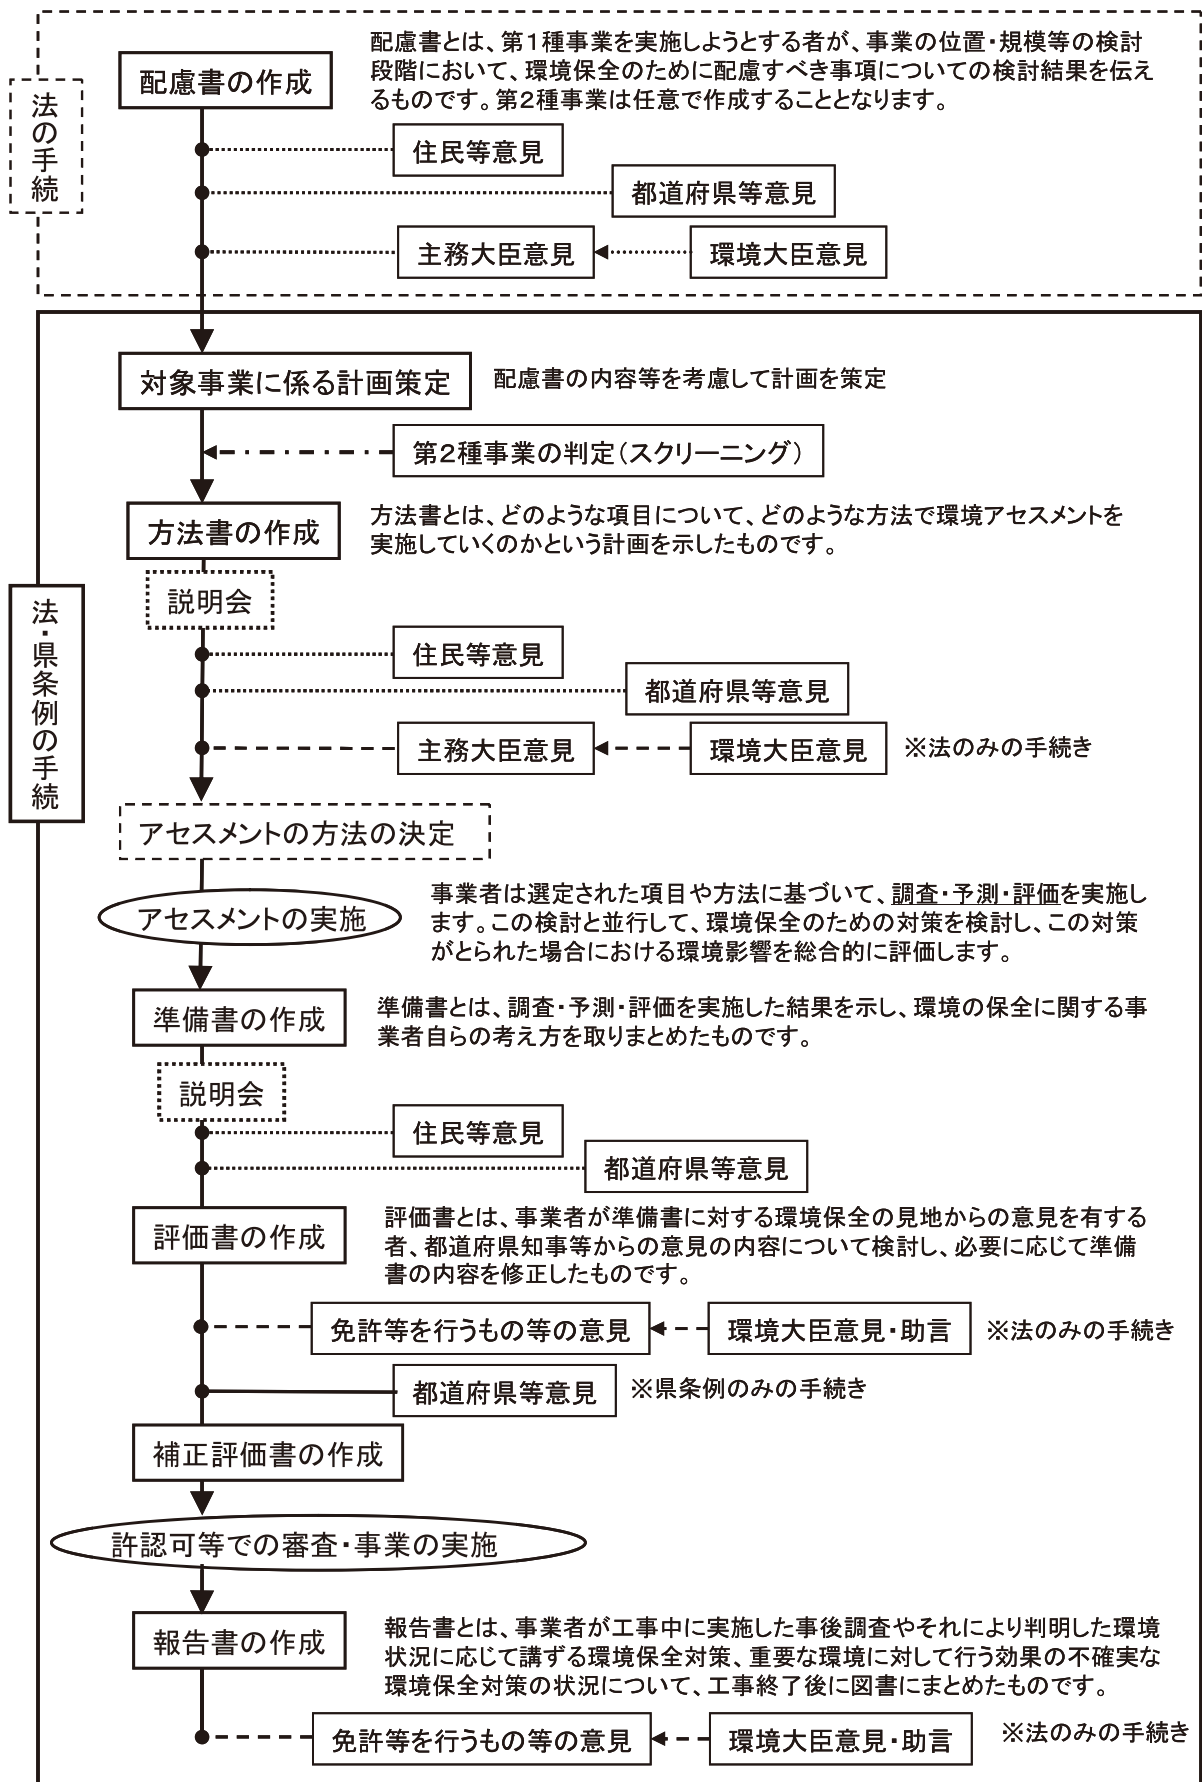 法の手続
配慮書の作成
配慮書とは、第1種事業を実施しようとする者が、事業の位置・規模等の検討
段階において、環境保全のために配慮すべき事項についての検討結果を伝え
るものです。第2種事業は任意で作成することとなります。
住民等意見
都道府県等意見
主務大臣意見
環境大臣意見
法・県条例の手続
対象事業に係る計画策定
配慮書の内容等を考慮して計画を策定
第2種事業の判定(スクリーニング)
方法書の作成
方法書とは、どのような項目について、どのような方法で環境アセスメントを
実施していくのかという計画を示したものです。
説明会
住民等意見
都道府県等意見
主務大臣意見
環境大臣意見
※法のみの手続き
アセスメントの方法の決定
アセスメントの実施
事業者は選定された項目や方法に基づいて、調査・予測・評価を実施し
ます。この検討と並行して、環境保全のための対策を検討し、この対策
がとられた場合における環境影響を総合的に評価します。
準備書の作成
準備書とは、調査・予測・評価を実施した結果を示し、環境の保全に関する事
業者自らの考え方を取りまとめたものです。
説明会
住民等意見
都道府県等意見
評価書の作成
評価書とは、事業者が準備書に対する環境保全の見地からの意見を有する
者、都道府県知事等からの意見の内容について検討し、必要に応じて準備
書の内容を修正したものです。
免許等を行うもの等の意見
環境大臣意見・助言
※法のみの手続き
都道府県等意見
※県条例のみの手続き
補正評価書の作成
許認可等での審査・事業の実施
報告書の作成
報告書とは、事業者が工事中に実施した事後調査やそれにより判明した環境
状況に応じて講ずる環境保全対策、重要な環境に対して行う効果の不確実な
環境保全対策の状況について、工事終了後に図書にまとめたものです。
免許等を行うもの等の意見
環境大臣意見・助言
※法のみの手続き